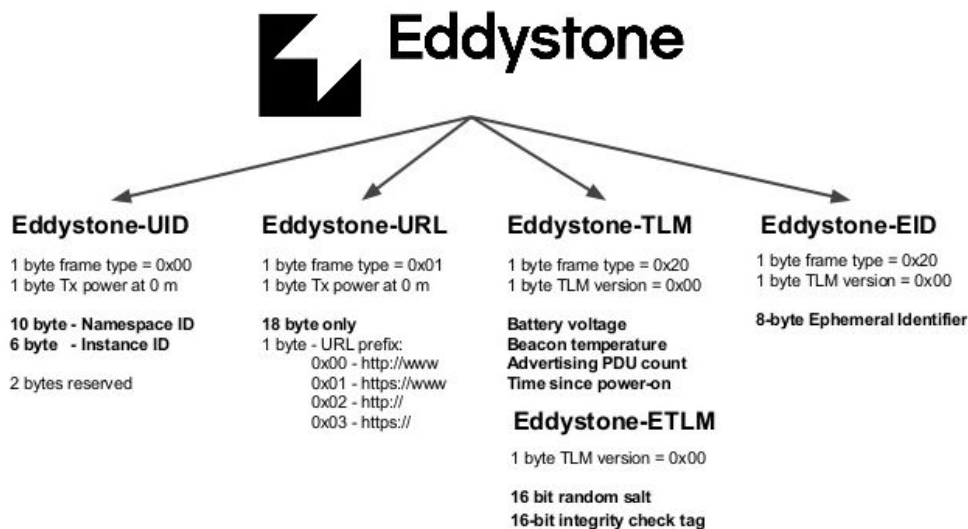 Eddystone
Eddystone-UID
1 byte frame type = 0x00
1 byte Tx power at 0 m
10 byte - Namespace ID
6 byte - Instance ID
2 bytes reserved
Eddystone-URL
1 byte frame type = 0x01
1 byte Tx power at 0 m
18 byte only
1 byte - URL prefix:
0x00 - http://www
0x01 - https://www
0x02 - http://
0x03 - https://
Eddystone-TLM
1 byte frame type = 0x20
1 byte TLM version = 0x00
Battery voltage
Beacon temperature
Advertising PDU count
Time since power-on
Eddystone-ETLM
1 byte TLM version = 0x00
16 bit random salt
16-bit integrity check tag
Eddystone-EID
1 byte frame type = 0x20
1 byte TLM version = 0x00
8-byte Ephemeral Identifier